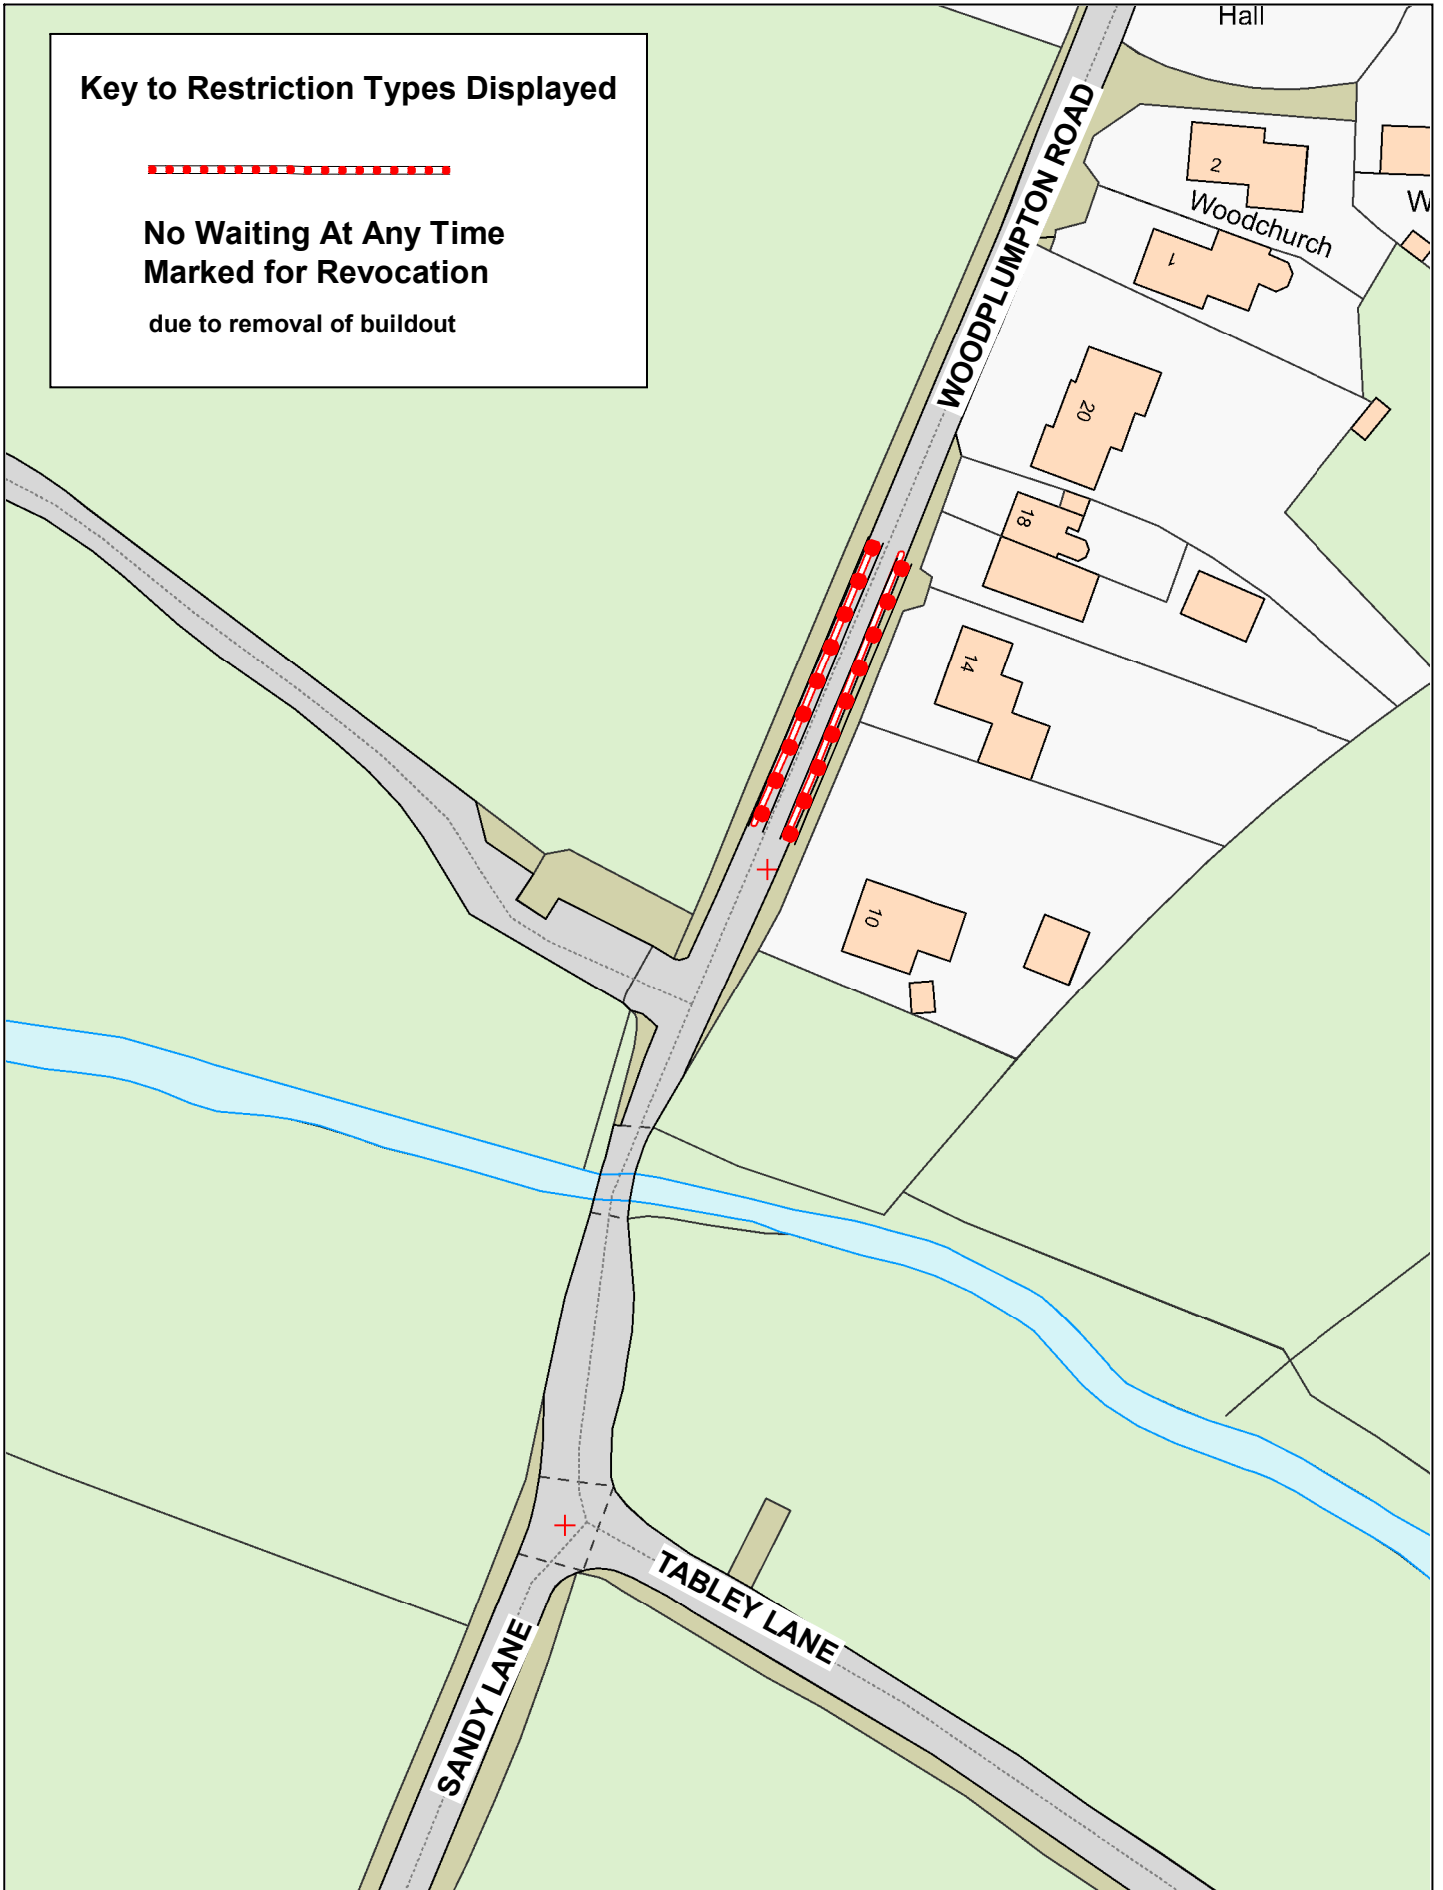 Hall
Key to Restriction Types Displayed
No Waiting At Any Time
Marked for Revocation
due to removal of buildout
WOODPLUMPTON ROAD
2
Woodchurch
W
1
20
18
14
10
TABLEY LANE
SANDY LANE